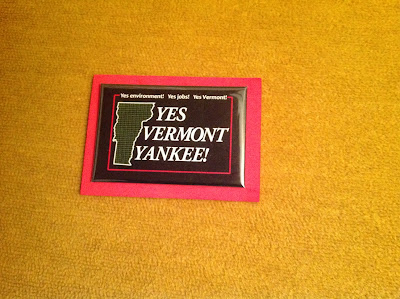 Yes environment! Yes jobs! Yes Vermont!
YES
VERMONT
YANKEE!